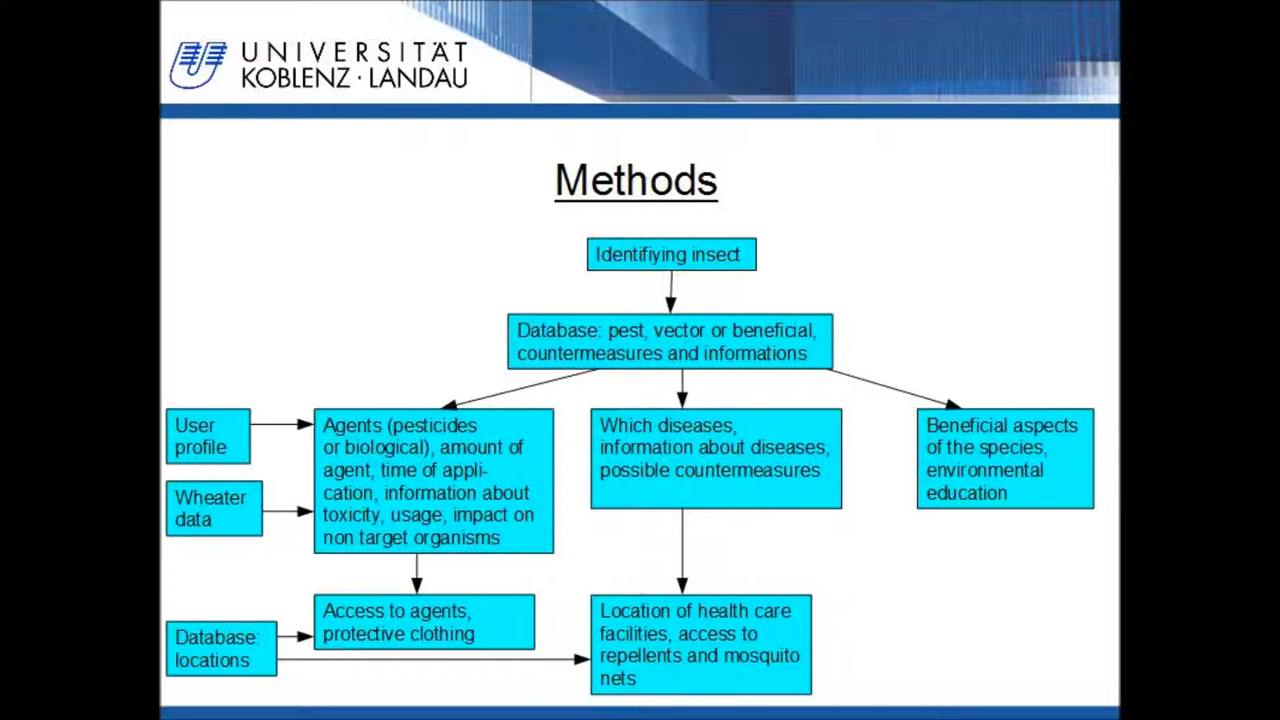 UNIVERSITÄT
KOBLENZ · LANDAU
Methods
Identifiying insect
Database: pest, vector or beneficial,
countermeasures and informations
User
profile
Wheater
data
Agents (pesticides
or biological), amount of
agent, time of appli-
cation, information about
toxicity, usage, impact on
non target organisms
Which diseases,
information about diseases,
possible countermeasures
Beneficial aspects
of the species,
environmental
education
Database:
locations
Access to agents,
protective clothing
Location of health care
facilities, access to
repellents and mosquito
nets